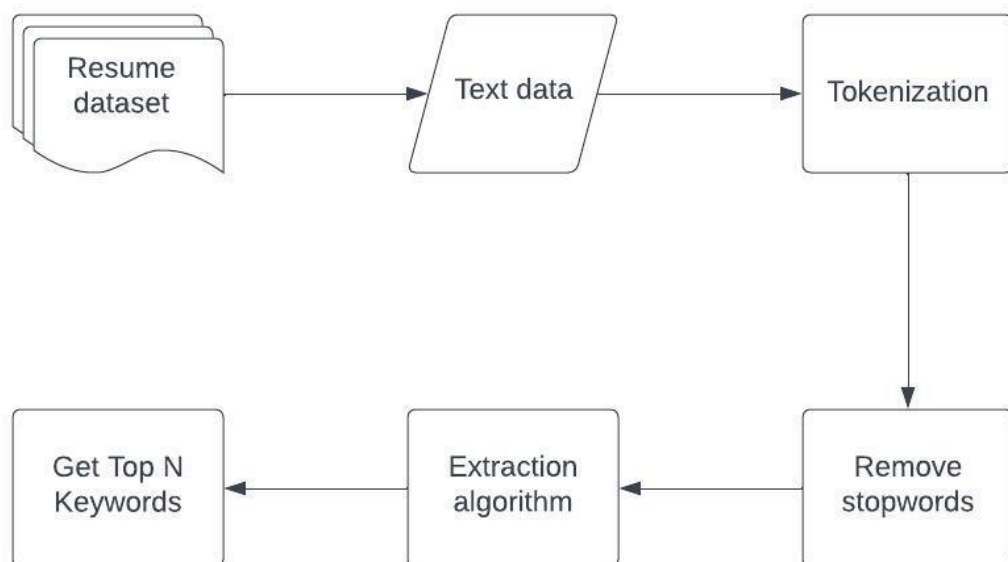 Resume
dataset
Text data
Tokenization
Remove
stopwords
Extraction
algorithm
Get Top N
Keywords